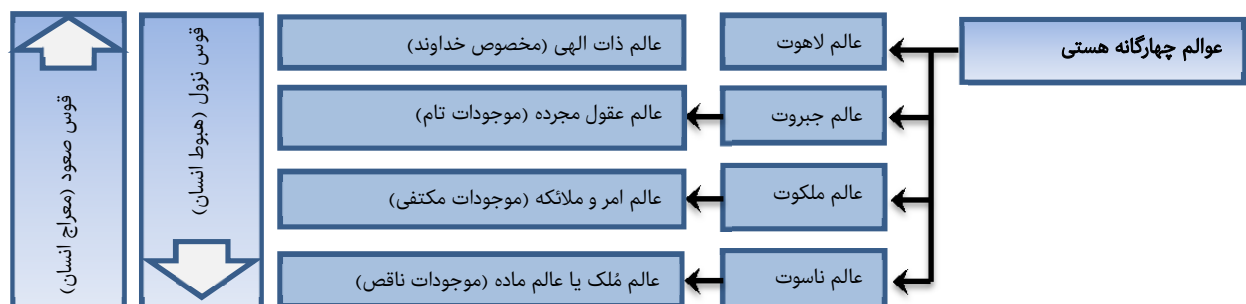 عوالم چهارگانه هستی
عالم لاهوت
عالم ذات الهی (مخصوص خداوند)
عالم جبروت
عالم عقول مجرده (موجودات تام)
عالم ملکوت
عالم امر و ملائکه (موجودات مکتفی)
عالم ناسوت
عالم مُلک یا عالم ماده (موجودات ناقص)
قوس نزول (هبوط انسان)
قوس صعود (معراج انسان)